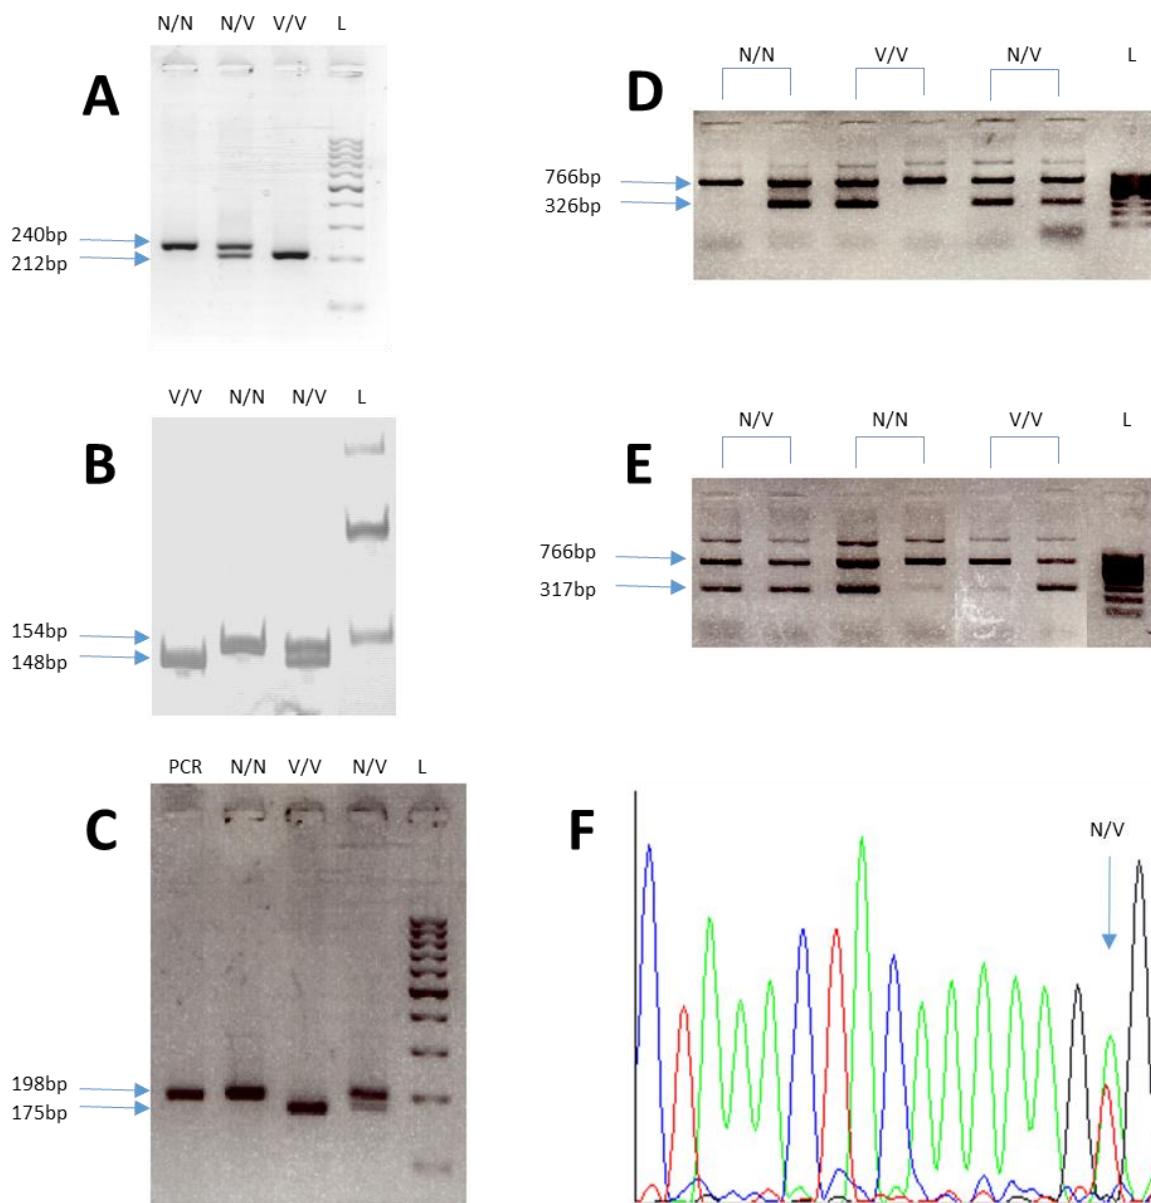 N/N N/V V/V L
A
240bp
212bp
V/V N/N N/V L
B
154bp
148bp
PCR N/N V/V N/V L
C
198bp
175bp
N/N V/V N/V L
D
766bp
326bp
N/V N/N V/V L
E
766bp
317bp
F
N/V